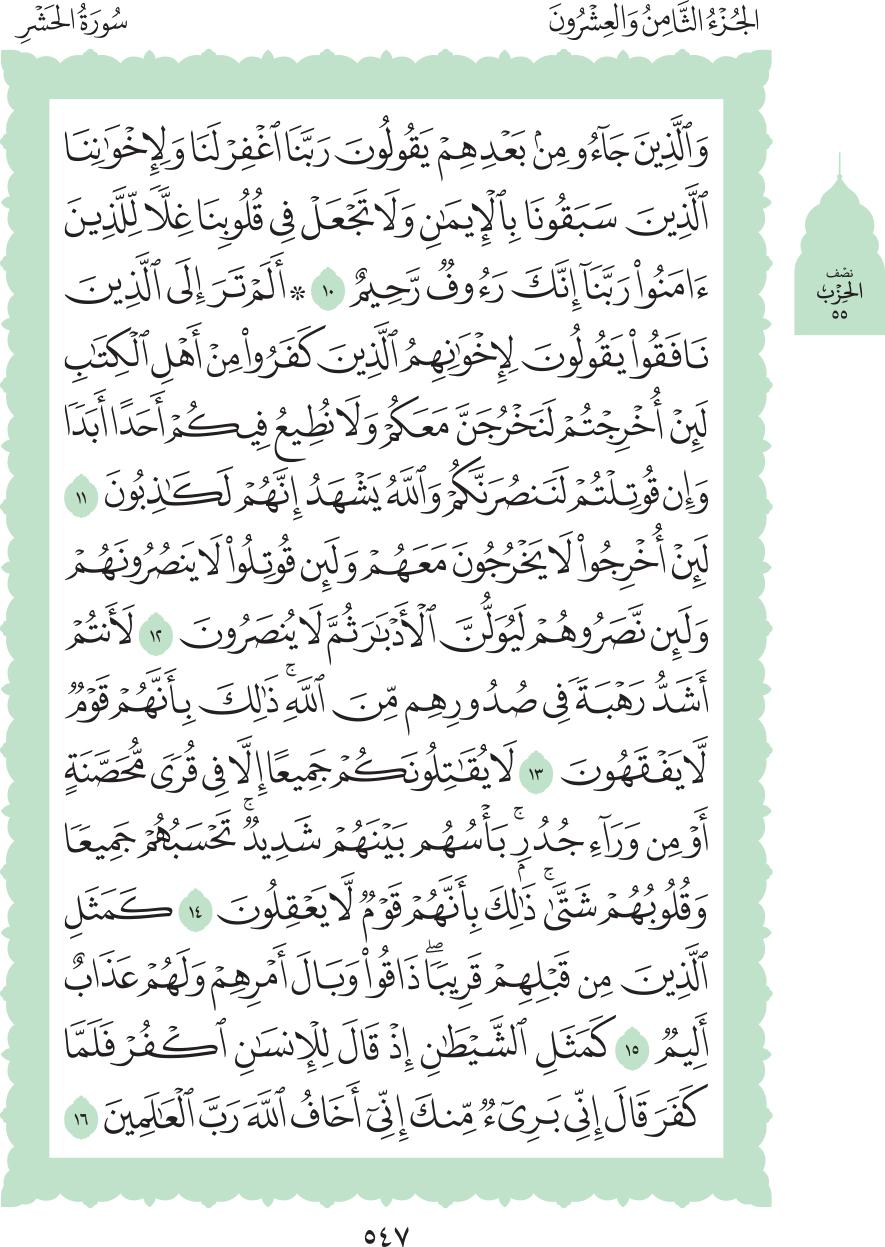 الجُزْءُ الثَّامِنُ وَالعِشْرُونَ
سُورَةُ الحَشْرِ
وَٱلَّذِينَ جَآءُو مِنۢ بَعْدِهِمْ يَقُولُونَ رَبَّنَا ٱغْفِرْ لَنَا وَلِإِخْوَٰنِنَا
ٱلَّذِينَ سَبَقُونَا بِٱلْإِيمَٰنِ وَلَا تَجْعَلْ فِى قُلُوبِنَا غِلًّا لِّلَّذِينَ
ءَامَنُوا۟ رَبَّنَآ إِنَّكَ رَءُوفٌ رَّحِيمٌ ١٠ ۞ أَلَمْ تَرَ إِلَى ٱلَّذِينَ
نَافَقُوا۟ يَقُولُونَ لِإِخْوَٰنِهِمُ ٱلَّذِينَ كَفَرُوا۟ مِنْ أَهْلِ ٱلْكِتَٰبِ
لَئِنْ أُخْرِجْتُمْ لَنَخْرُجَنَّ مَعَكُمْ وَلَا نُطِيعُ فِيكُمْ أَحَدًا أَبَدًا
وَإِن قُوتِلْتُمْ لَنَنصُرَنَّكُمْ وَٱللَّهُ يَشْهَدُ إِنَّهُمْ لَكَٰذِبُونَ ١١
لَئِنْ أُخْرِجُوا۟ لَا يَخْرُجُونَ مَعَهُمْ وَلَئِن قُوتِلُوا۟ لَا يَنصُرُونَهُمْ
وَلَئِن نَّصَرُوهُمْ لَيُوَلُّنَّ ٱلْأَدْبَٰرَ ثُمَّ لَا يُنصَرُونَ ١٢ لَأَنتُمْ
أَشَدُّ رَهْبَةً فِى صُدُورِهِم مِّنَ ٱللَّهِۚ ذَٰلِكَ بِأَنَّهُمْ قَوْمٌ
لَّا يَفْقَهُونَ ١٣ لَا يُقَٰتِلُونَكُمْ جَمِيعًا إِلَّا فِى قُرًى مُّحَصَّنَةٍ
أَوْ مِن وَرَآءِ جُدُرٍۭۚ بَأْسُهُم بَيْنَهُمْ شَدِيدٌۚ تَحْسَبُهُمْ جَمِيعًا
وَقُلُوبُهُمْ شَتَّىٰۚ ذَٰلِكَ بِأَنَّهُمْ قَوْمٌ لَّا يَعْقِلُونَ ١٤ كَمَثَلِ
ٱلَّذِينَ مِن قَبْلِهِمْ قَرِيبًاۖ ذَاقُوا۟ وَبَالَ أَمْرِهِمْ وَلَهُمْ عَذَابٌ
أَلِيمٌ ١٥ كَمَثَلِ ٱلشَّيْطَٰنِ إِذْ قَالَ لِلْإِنسَٰنِ ٱكْفُرْ فَلَمَّا
كَفَرَ قَالَ إِنِّى بَرِىٓءٌ مِّنكَ إِنِّىٓ أَخَافُ ٱللَّهَ رَبَّ ٱلْعَٰلَمِينَ ١٦
نصف
الحِزْب
٥٥
٥٤٧